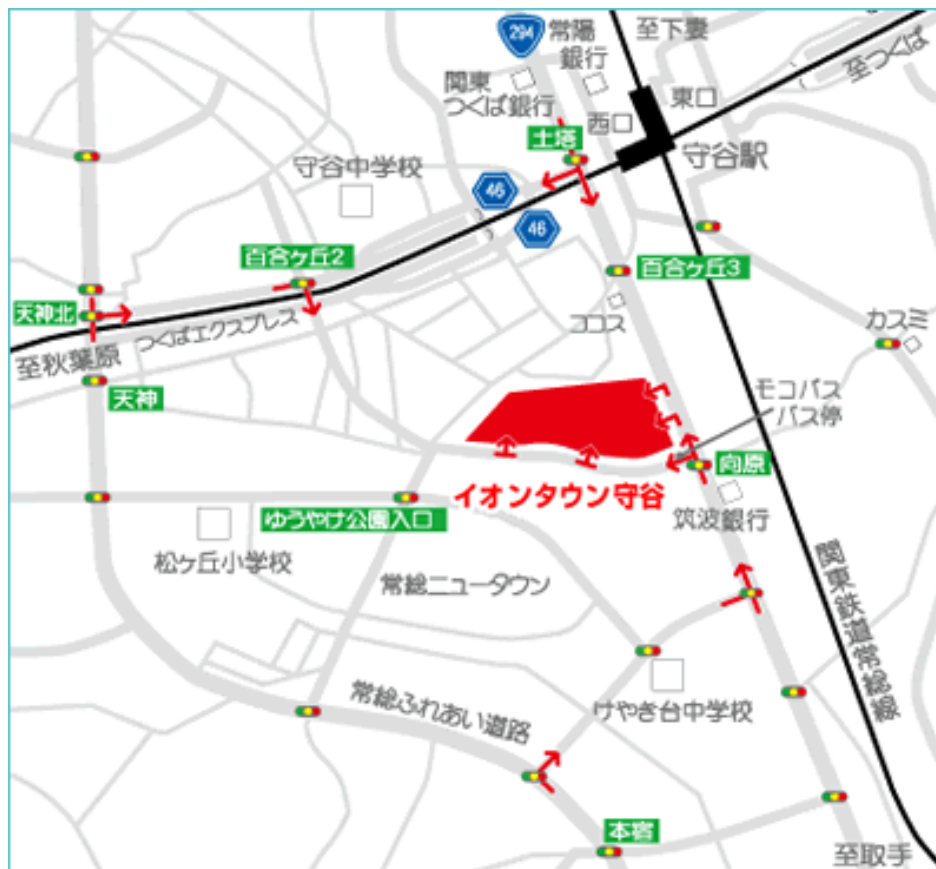 294
常陽
銀行
至下妻
至つくば
関東
つくば銀行
東口
西口
土塔
守谷駅
守谷中学校
46
46
百合ヶ丘2
百合ヶ丘3
天神北
つくばエクスプレス
ココス
カスミ
至秋葉原
天神
モコバス
バス停
向原
イオンタウン守谷
ゆうやけ公園入口
筑波銀行
松ヶ丘小学校
常総ニュータウン
関東鉄道常総線
常総ふれあい道路
けやき台中学校
本宿
至取手